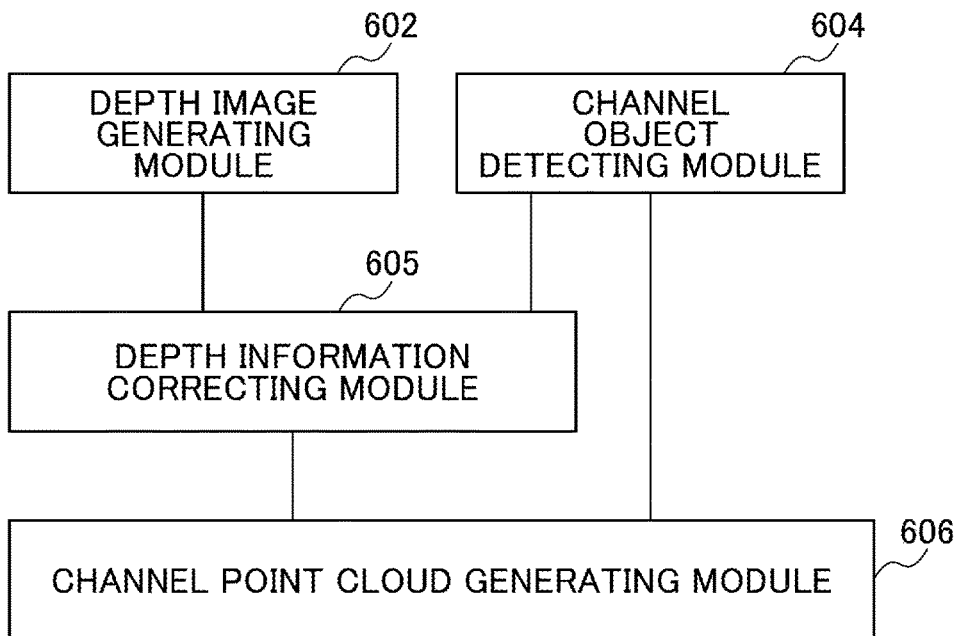 602
DEPTH IMAGE
GENERATING
MODULE
604
CHANNEL
OBJECT
DETECTING MODULE
605
DEPTH INFORMATION
CORRECTING MODULE
606
CHANNEL POINT CLOUD GENERATING MODULE